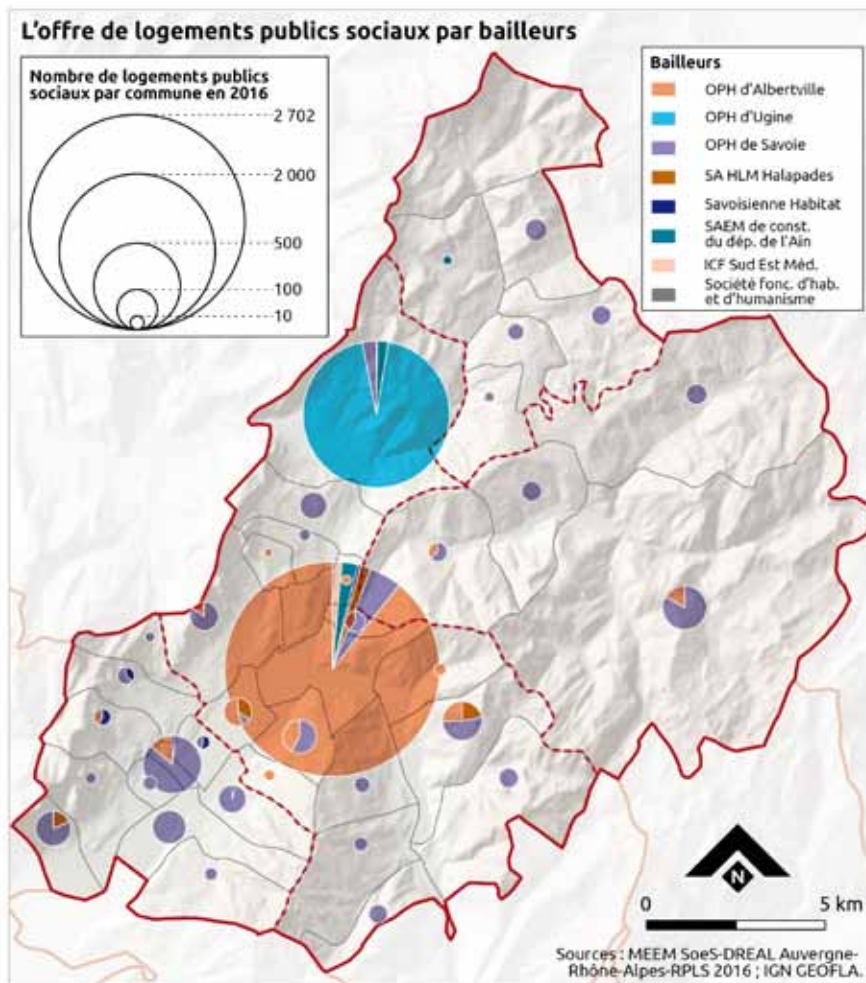 L'offre de logements publics sociaux par bailleurs
Nombre de logements publics
sociaux par commune en 2016
2 702
2 000
500
100
10
Bailleurs
OPH d'Albertville
OPH d'Ugine
OPH de Savoie
SA HLM Halapades
Savoisienne Habitat
SAEM de const.
du dép. de l'Ain
ICF Sud Est Méd.
Société fonc. d'hab.
et d'humanisme
N
0 5 km
Sources : MEEM SoeS-DREAL Auvergne-
Rhône-Alpes-RPLS 2016 ; IGN GEOFLA.